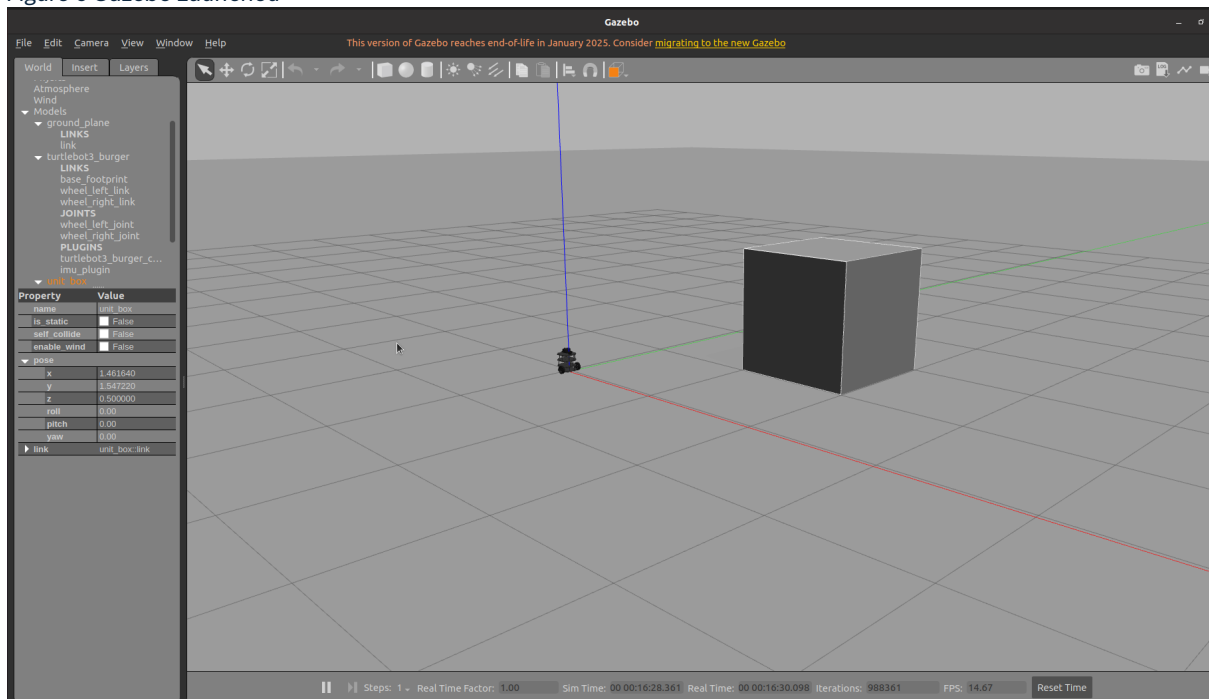 Gazebo
File Edit Camera View Window Help
This version of Gazebo reaches end-of-life in January 2025. Consider migrating to the new Gazebo
World Insert Layers
Atmosphere
Wind
Models
ground_plane
LINKS
link
turtlebot3_burger
LINKS
base_footprint
wheel_left_link
wheel_right_link
JOINTS
wheel_left_joint
wheel_right_joint
PLUGINS
turtlebot3_burger_c...
imu_plugin
unit_box
Property Value
name unit_box
is_static False
self_collide False
enable_wind False
pose
x 1.461640
y 1.547220
z 0.500000
roll 0.00
pitch 0.00
yaw 0.00
link unit_box::link
Steps: 1 Real Time Factor: 1.00 Sim Time: 00 00:16:28.361 Real Time: 00 00:16:30.098 Iterations: 988361 FPS: 14.67 Reset Time